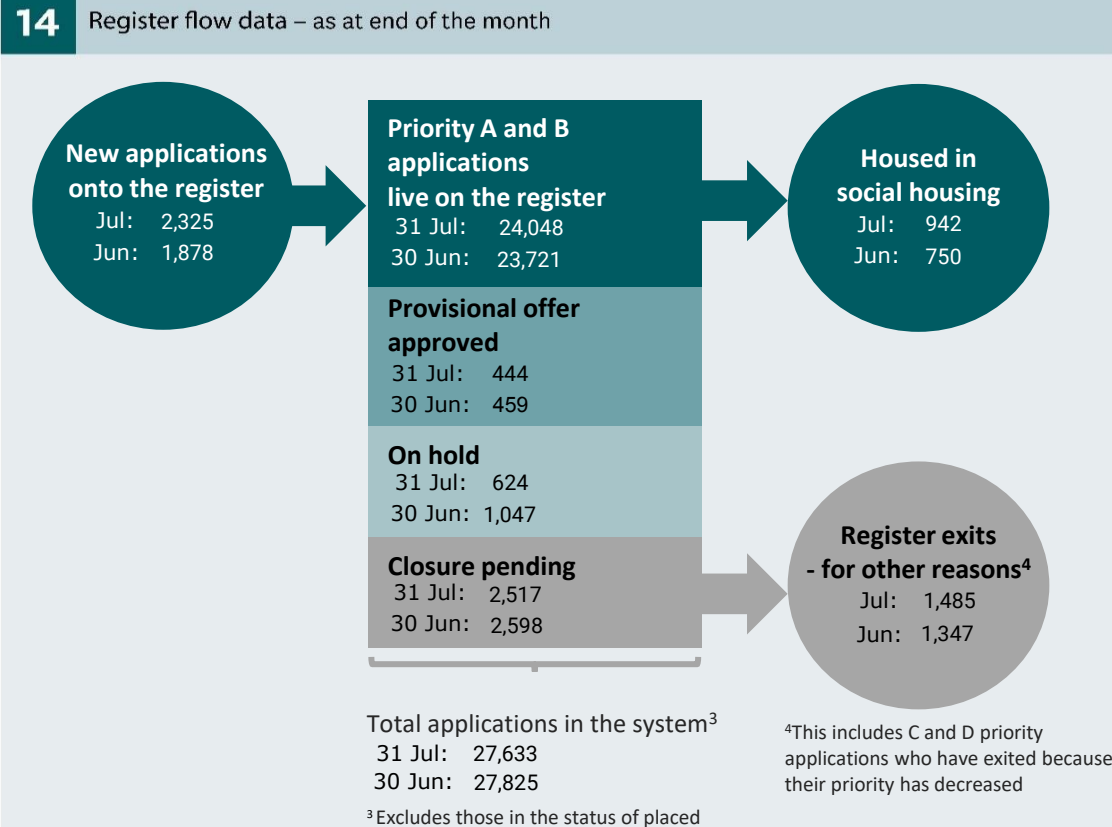 14 Register flow data – as at end of the month
New applications
onto the register
Jul: 2,325
Jun: 1,878
Priority A and B
applications
live on the register
31 Jul: 24,048
30 Jun: 23,721
Housed in
social housing
Jul: 942
Jun: 750
Provisional offer
approved
31 Jul: 444
30 Jun: 459
On hold
31 Jul: 624
30 Jun: 1,047
Closure pending
31 Jul: 2,517
30 Jun: 2,598
Register exits
- for other reasons⁴
Jul: 1,485
Jun: 1,347
Total applications in the system³
31 Jul: 27,633
30 Jun: 27,825
³ Excludes those in the status of placed
⁴This includes C and D priority
applications who have exited because
their priority has decreased